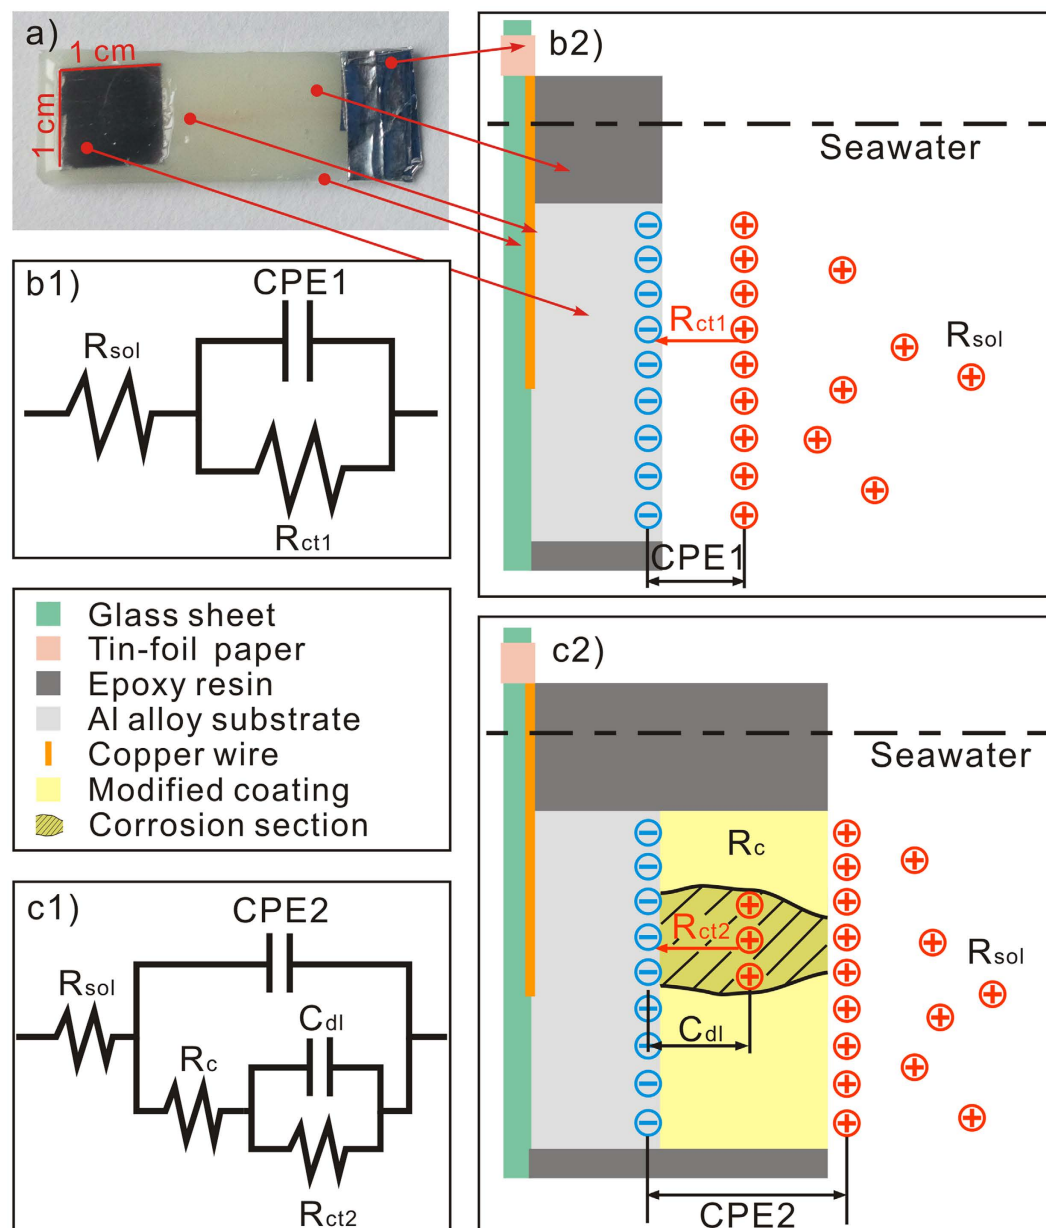 a)
1 cm
1 cm
b2)
Seawater
Rct1
Rsol
CPE1
b1)
CPE1
Rsol
Rct1
Glass sheet
Tin-foil paper
Epoxy resin
Al alloy substrate
Copper wire
Modified coating
Corrosion section
c2)
Seawater
Rc
Rct2
Rsol
Cdl
CPE2
c1)
CPE2
Rsol
Cdl
Rc
Rct2